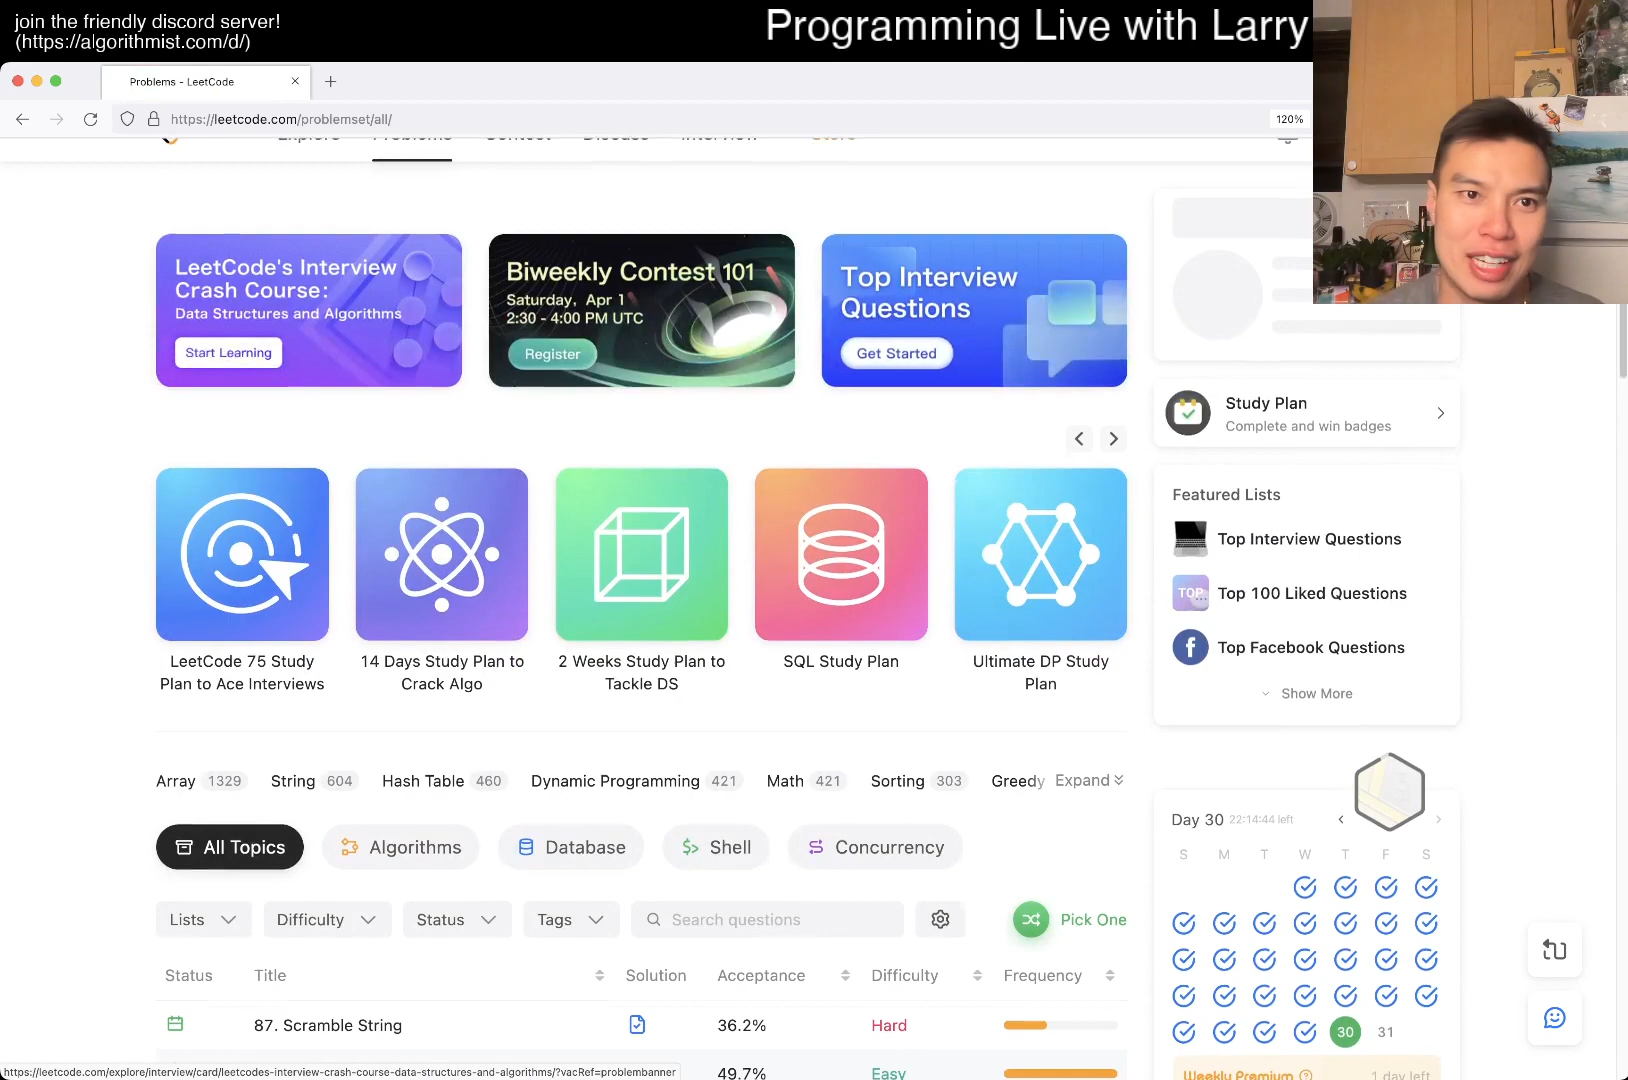 join the friendly discord server!
(https://algorithmist.com/d/)
Programming Live with Larry
Problems - LeetCode
https://leetcode.com/problemset/all/
120%
Explore Problems Contest Discuss Interview Store
LeetCode's Interview
Crash Course:
Data Structures and Algorithms
Start Learning
Biweekly Contest 101
Saturday, Apr 1
2:30 - 4:00 PM UTC
Register
Top Interview
Questions
Get Started
Study Plan
Complete and win badges
Featured Lists
Top Interview Questions
TOP
Top 100 Liked Questions
Top Facebook Questions
Show More
LeetCode 75 Study
Plan to Ace Interviews
14 Days Study Plan to
Crack Algo
2 Weeks Study Plan to
Tackle DS
SQL Study Plan
Ultimate DP Study
Plan
Array 1329 String 604 Hash Table 460 Dynamic Programming 421 Math 421 Sorting 303 Greedy Expand
All Topics Algorithms Database Shell Concurrency
Lists Difficulty Status Tags Search questions Pick One
Status Title Solution Acceptance Difficulty Frequency
87. Scramble String 36.2% Hard
49.7% Easy
Day 30 22:14:44 left
S M T W T F S
30 31
Weekly Premium 1 day left
https://leetcode.com/explore/interview/card/leetcodes-interview-crash-course-data-structures-and-algorithms/?vacRef=problembanner